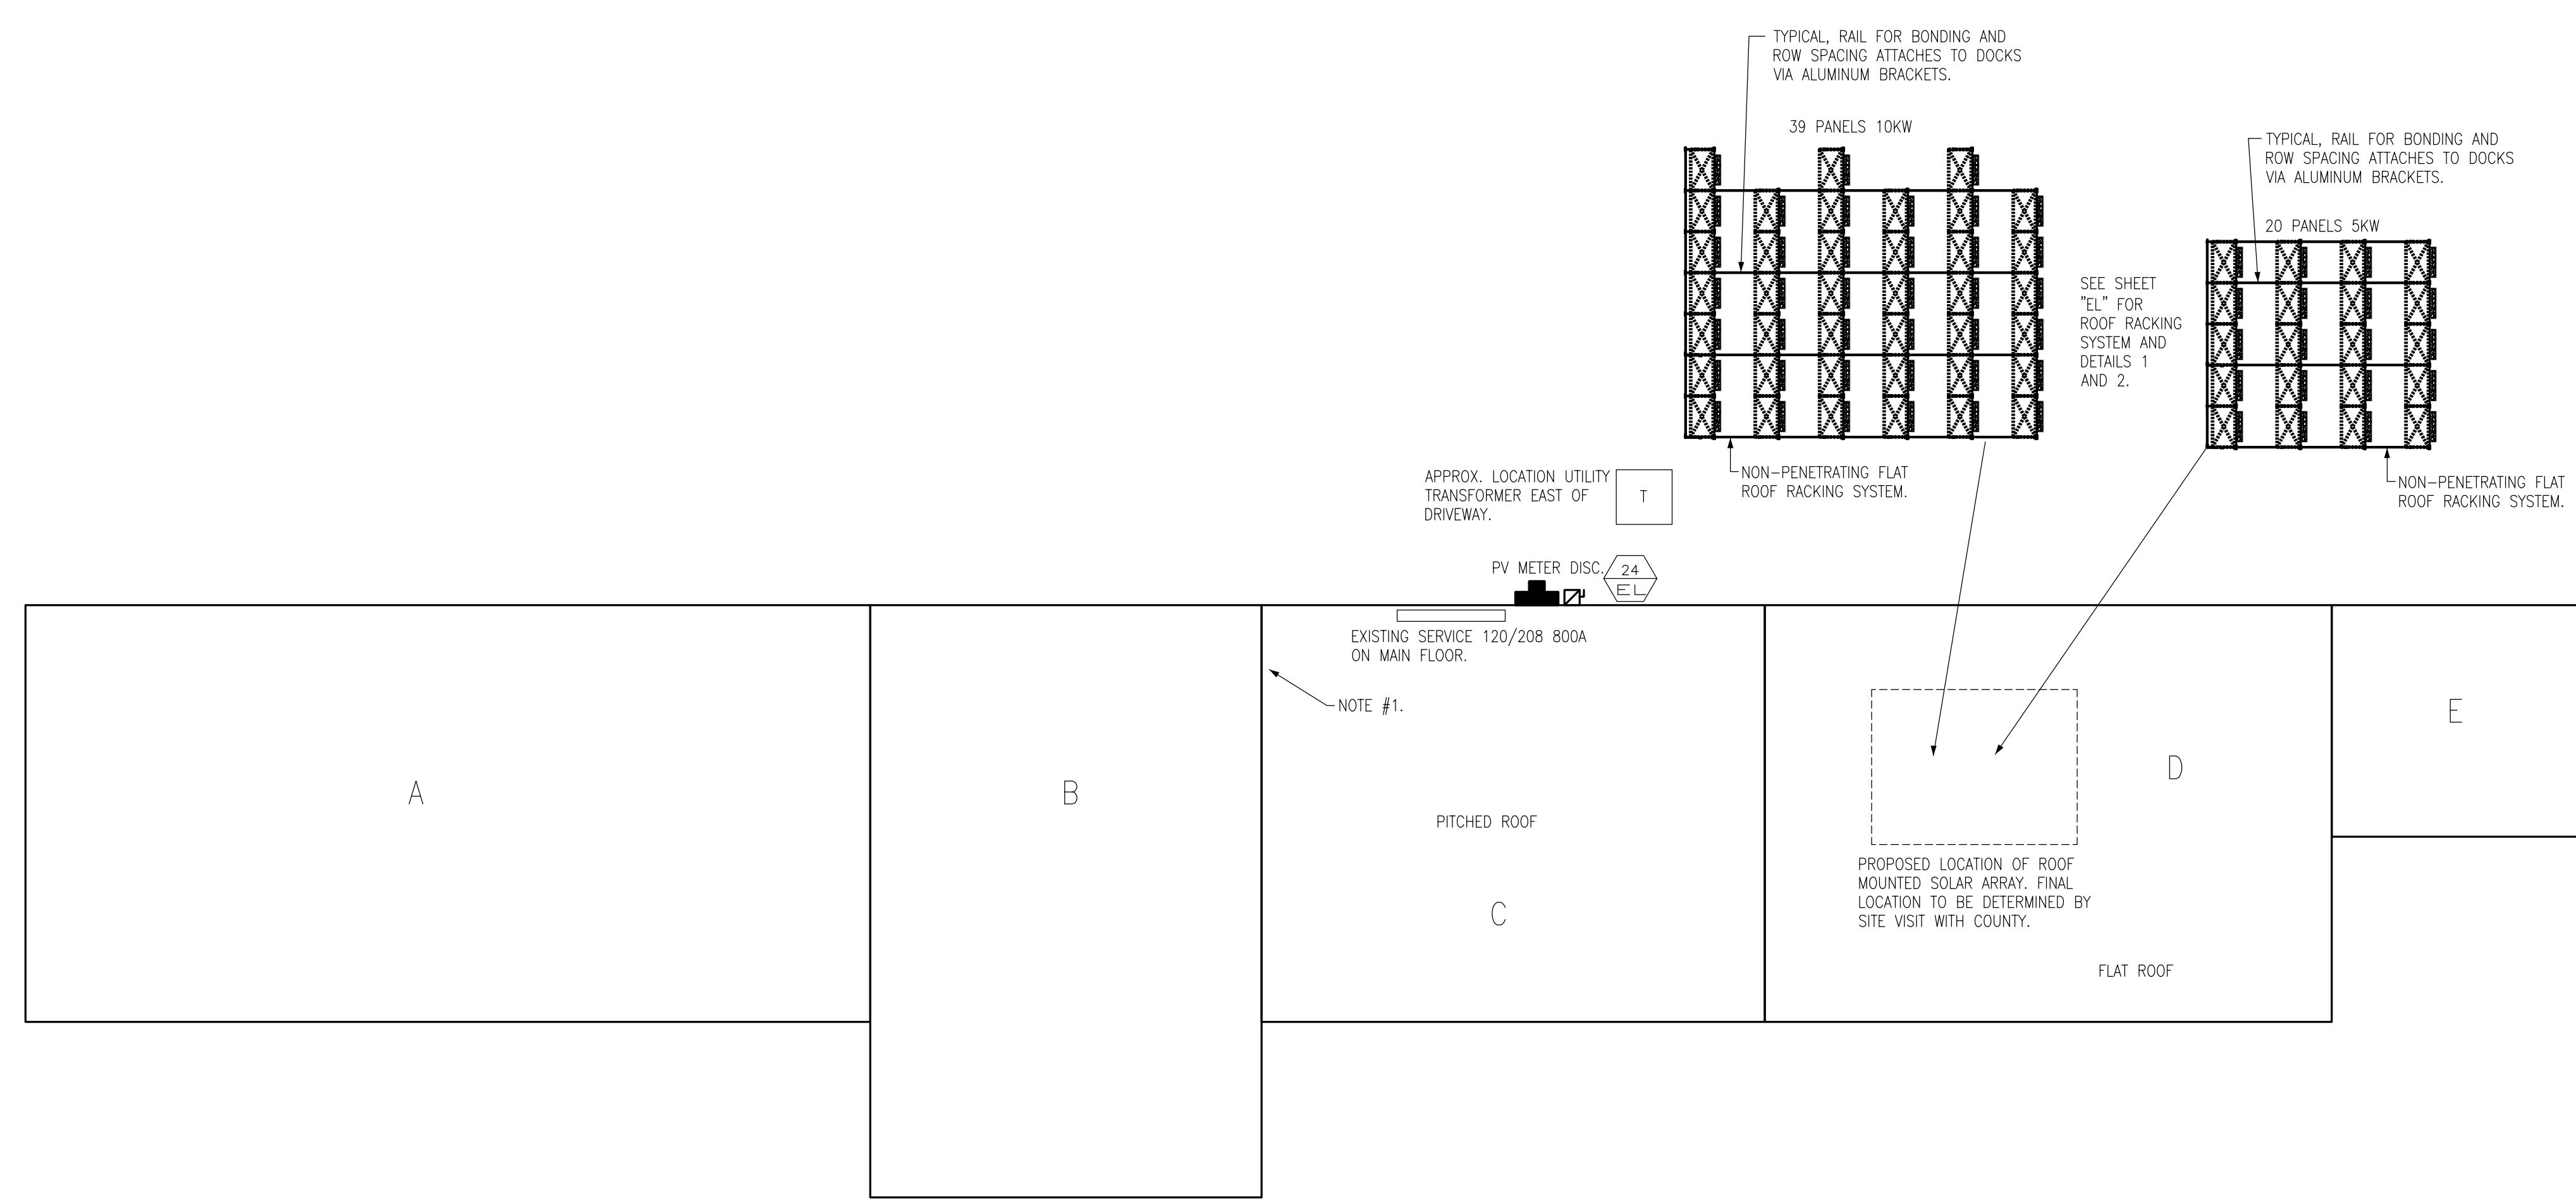 TYPICAL, RAIL FOR BONDING AND
ROW SPACING ATTACHES TO DOCKS
VIA ALUMINUM BRACKETS.
39 PANELS 10KW
TYPICAL, RAIL FOR BONDING AND
ROW SPACING ATTACHES TO DOCKS
VIA ALUMINUM BRACKETS.
20 PANELS 5KW
SEE SHEET
"EL" FOR
ROOF RACKING
SYSTEM AND
DETAILS 1
AND 2.
NON-PENETRATING FLAT
ROOF RACKING SYSTEM.
NON-PENETRATING FLAT
ROOF RACKING SYSTEM.
APPROX. LOCATION UTILITY
TRANSFORMER EAST OF
DRIVEWAY.
T
PV METER DISC.
24
EL
EXISTING SERVICE 120/208 800A
ON MAIN FLOOR.
NOTE #1.
A
B
PITCHED ROOF
C
D
E
PROPOSED LOCATION OF ROOF
MOUNTED SOLAR ARRAY. FINAL
LOCATION TO BE DETERMINED BY
SITE VISIT WITH COUNTY.
FLAT ROOF